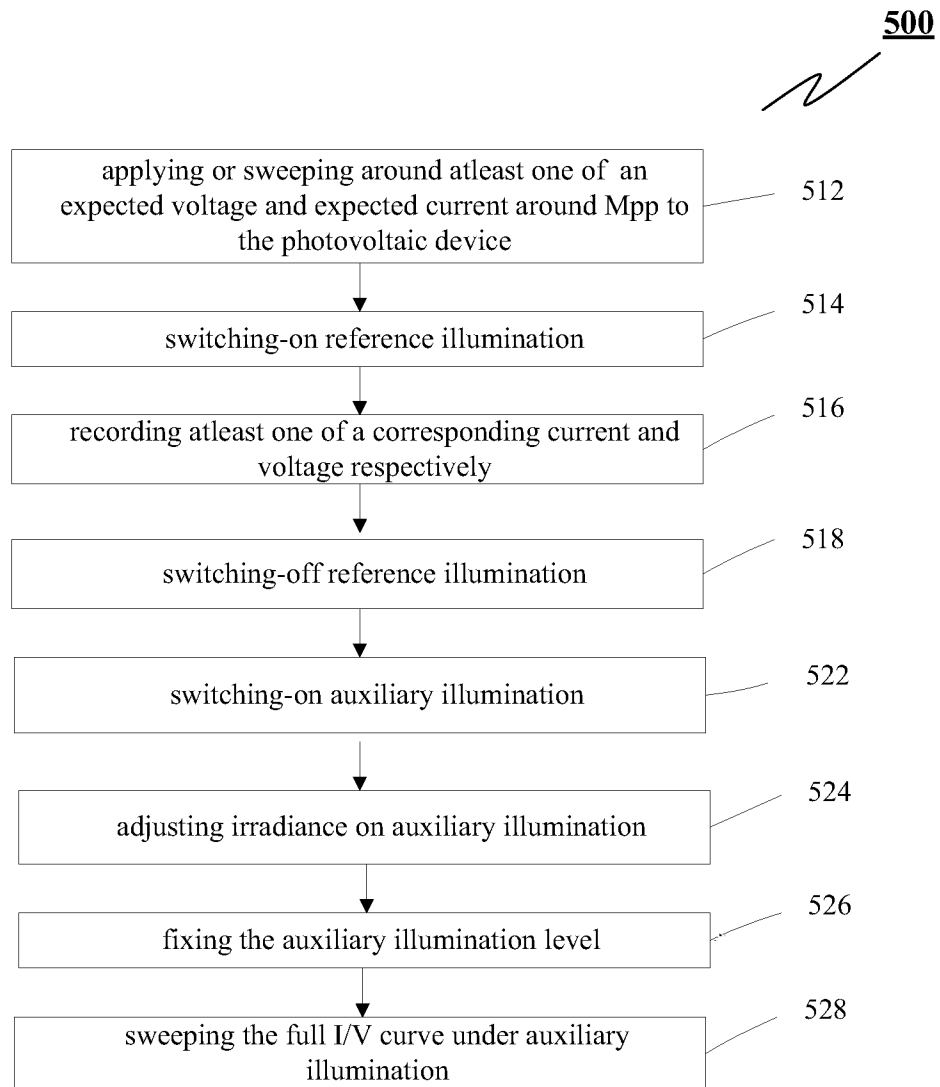 500
applying or sweeping around atleast one of an
expected voltage and expected current around Mpp to
the photovoltaic device
512
switching-on reference illumination
514
recording atleast one of a corresponding current and
voltage respectively
516
switching-off reference illumination
518
switching-on auxiliary illumination
522
adjusting irradiance on auxiliary illumination
524
fixing the auxiliary illumination level
526
sweeping the full I/V curve under auxiliary
illumination
528